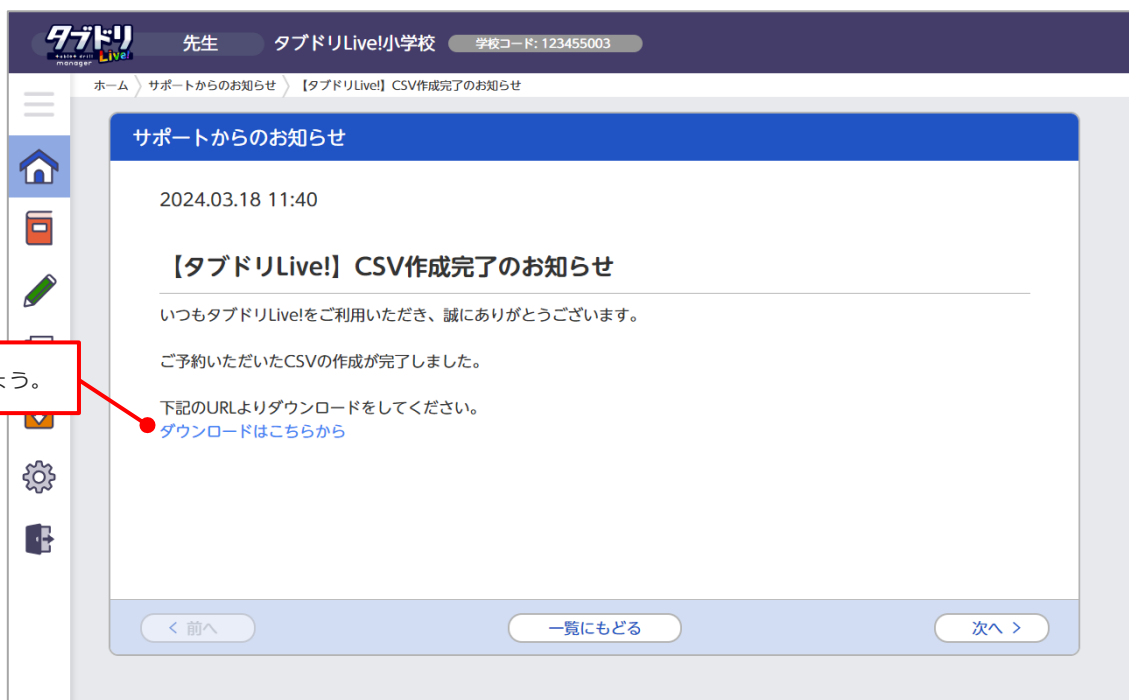 タブドリ
Live!
manager
先生
タブドリLive!小学校
学校コード: 123455003
ホーム 〉 サポートからのお知らせ 〉 【タブドリLive!】CSV作成完了のお知らせ
サポートからのお知らせ
2024.03.18 11:40
【タブドリLive!】CSV作成完了のお知らせ
いつもタブドリLive!をご利用いただき、誠にありがとうございます。
ご予約いただいたCSVの作成が完了しました。
ょう。
下記のURLよりダウンロードをしてください。
ダウンロードはこちらから
< 前へ
一覧にもどる
次へ >